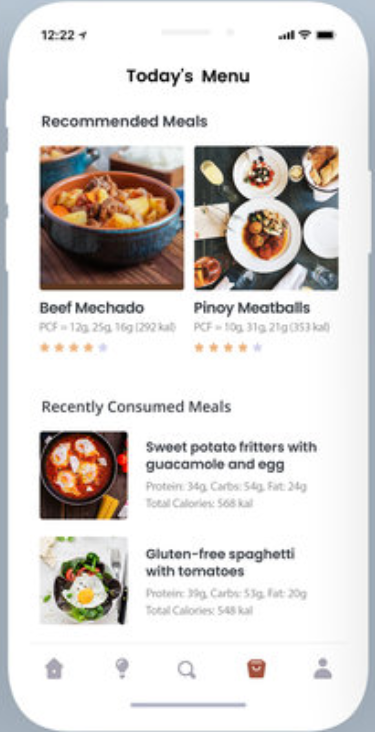 12:22
Today's Menu
Recommended Meals
Beef Mechado
PCF = 12g, 25g, 16g (292 kal)
Pinoy Meatballs
PCF = 10g, 31g, 21g (353 kal)
Recently Consumed Meals
Sweet potato fritters with
guacamole and egg
Protein: 34g, Carbs: 54g, Fat: 24g
Total Calories: 568 kal
Gluten-free spaghetti
with tomatoes
Protein: 39g, Carbs: 53g, Fat: 20g
Total Calories: 548 kal